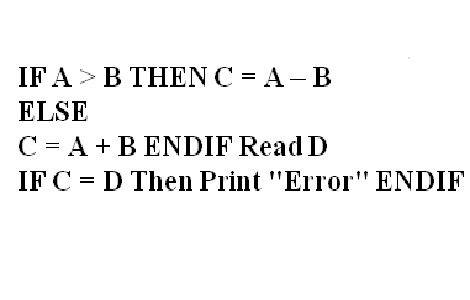 IF A > B THEN C = A – B
ELSE
C = A + B ENDIF Read D
IF C = D Then Print "Error" ENDIF